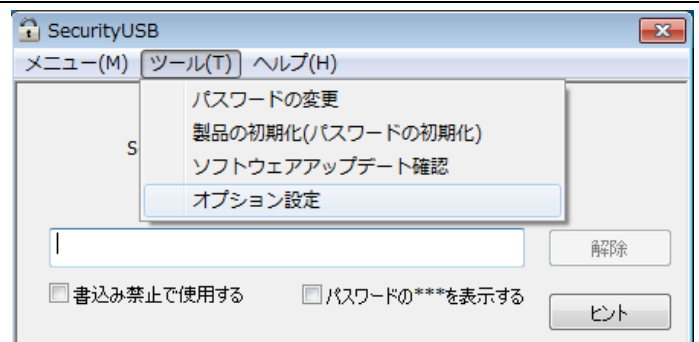 SecurityUSB
メニュー(M) ツール(T) ヘルプ(H)
パスワードの変更
製品の初期化(パスワードの初期化)
S
ソフトウェアアップデート確認
オプション設定
解除
書込み禁止で使用する パスワードの***を表示する
ヒント